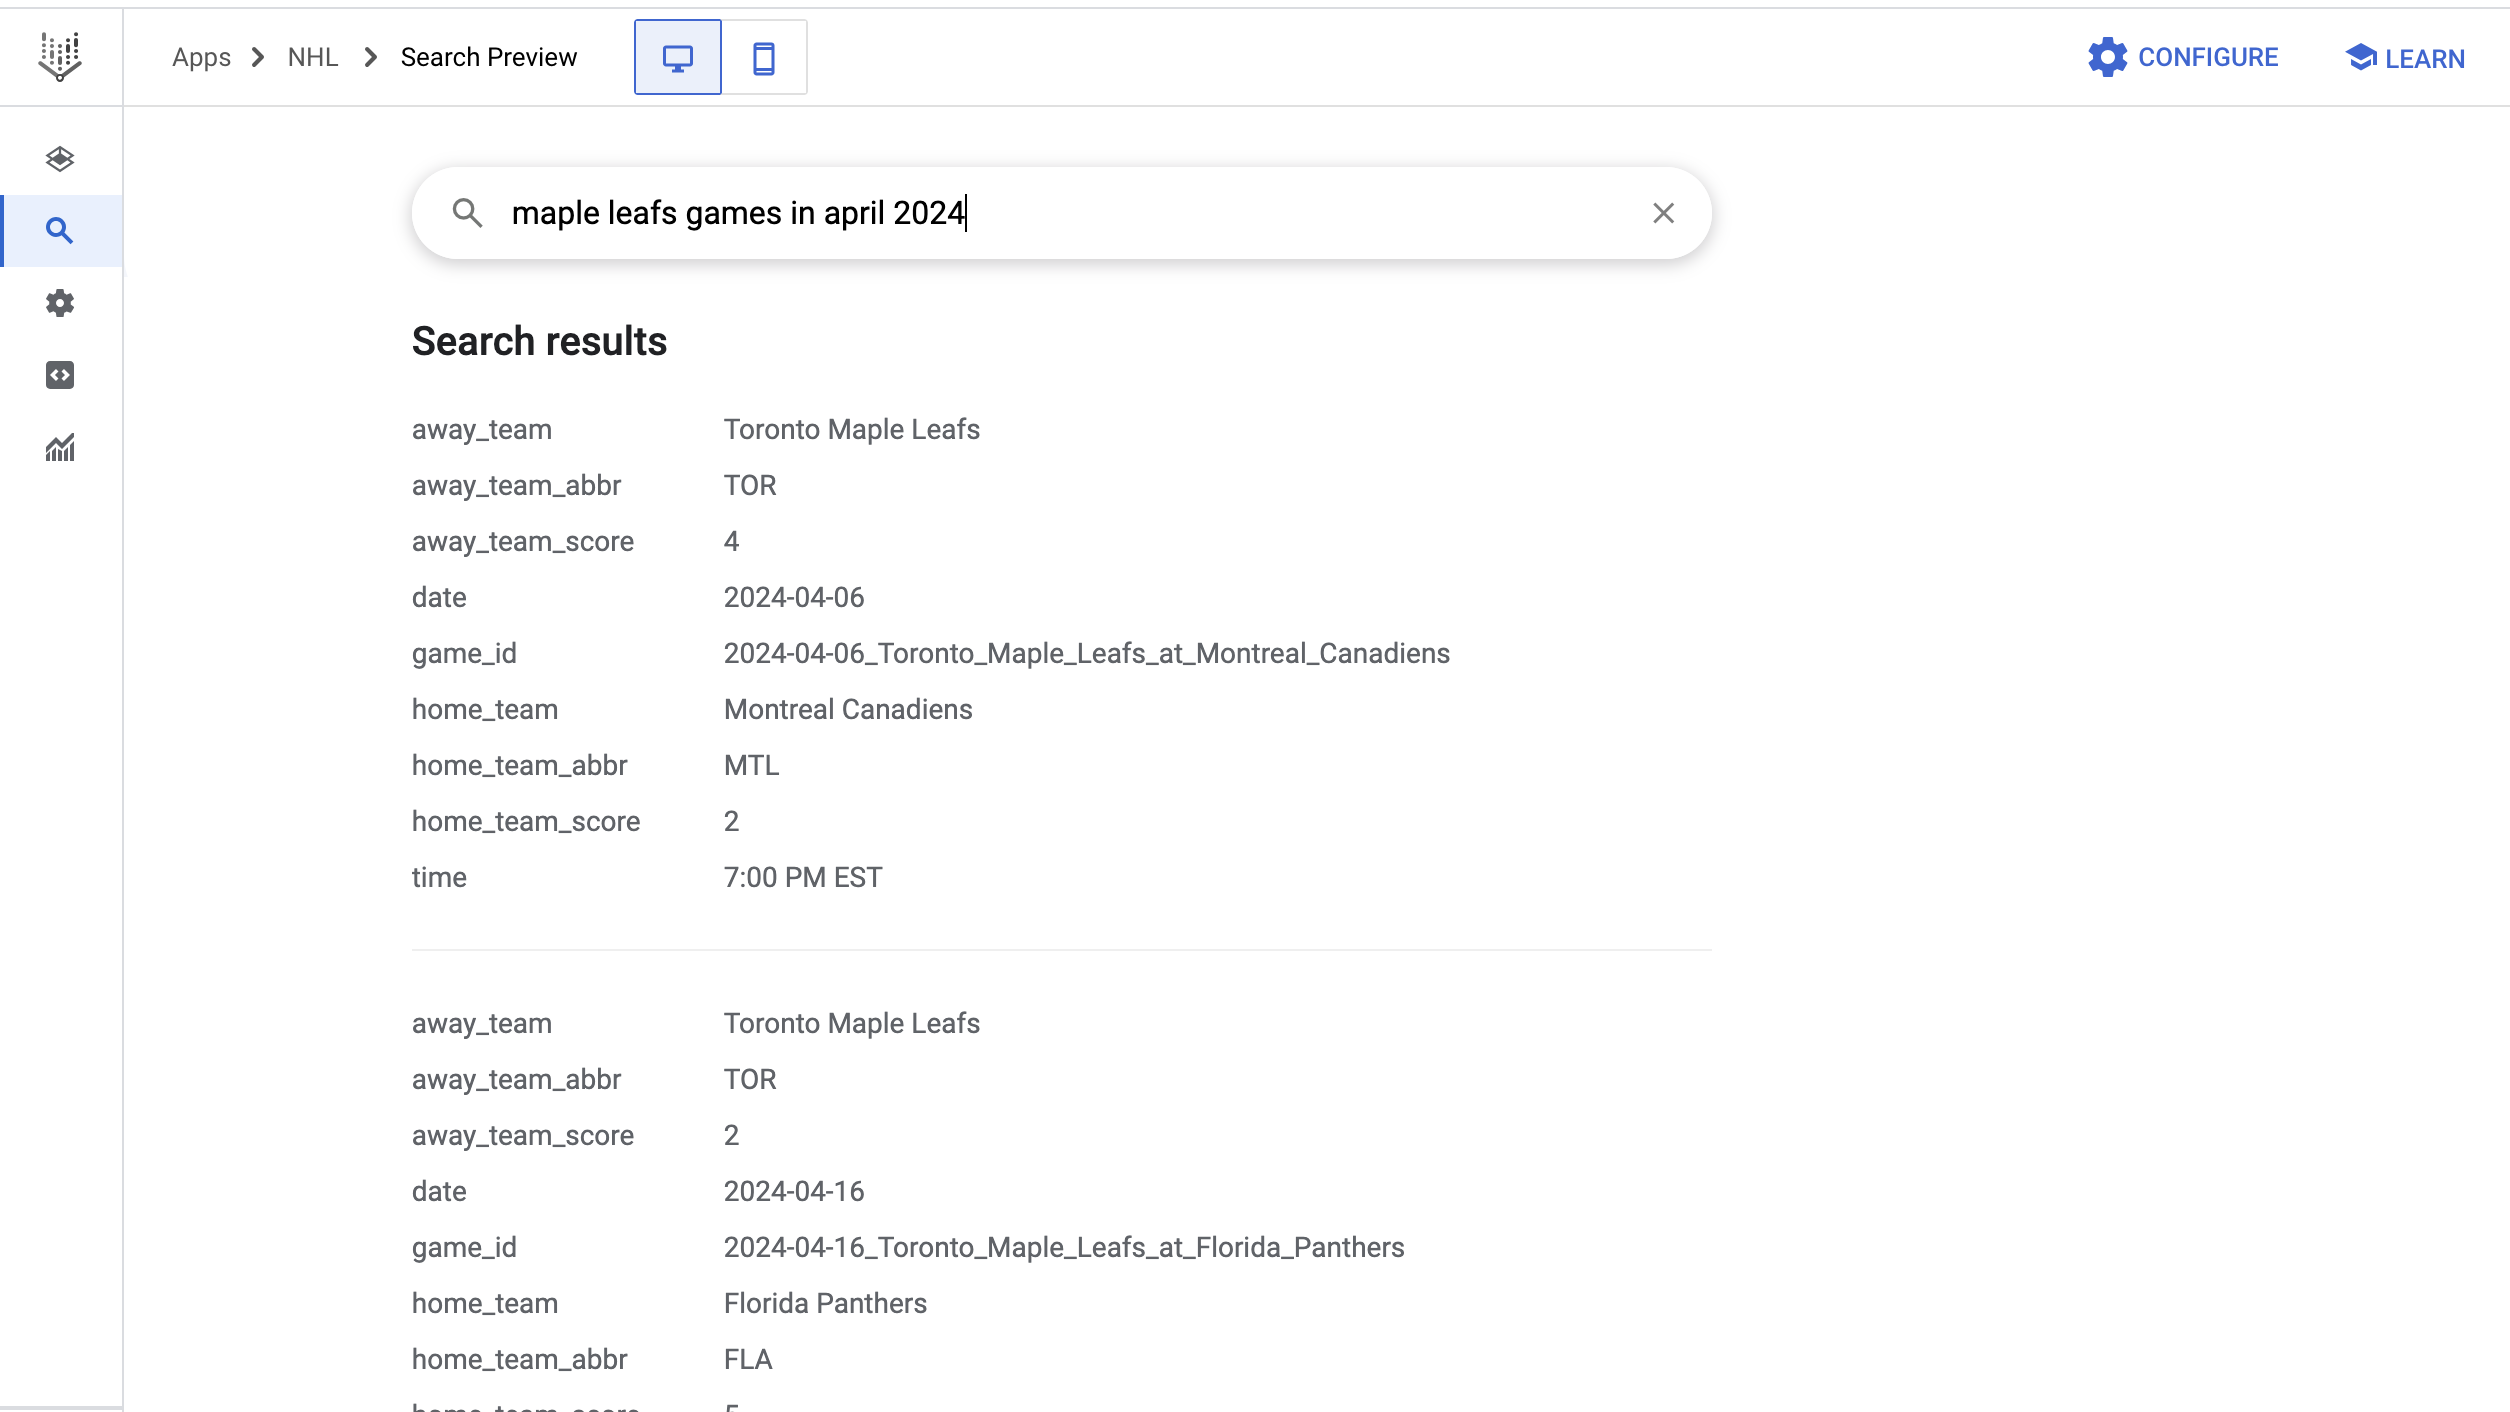 Apps > NHL > Search Preview
CONFIGURE
LEARN
maple leafs games in april 2024
Search results
away_team Toronto Maple Leafs
away_team_abbr TOR
away_team_score 4
date 2024-04-06
game_id 2024-04-06_Toronto_Maple_Leafs_at_Montreal_Canadiens
home_team Montreal Canadiens
home_team_abbr MTL
home_team_score 2
time 7:00 PM EST
away_team Toronto Maple Leafs
away_team_abbr TOR
away_team_score 2
date 2024-04-16
game_id 2024-04-16_Toronto_Maple_Leafs_at_Florida_Panthers
home_team Florida Panthers
home_team_abbr FLA
home_team_score 5